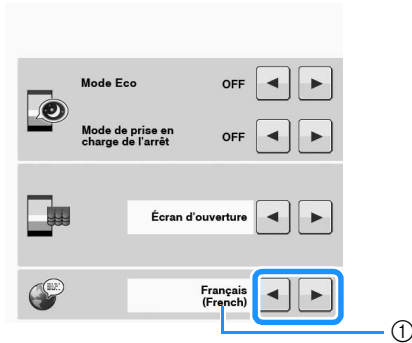 Mode Eco OFF
Mode de prise en
charge de l'arrêt OFF
Écran d'ouverture
Français
(French)
①